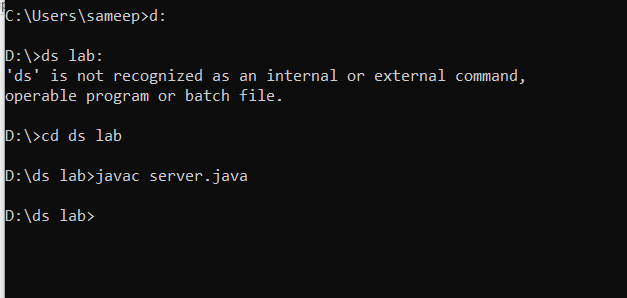 C:\Users\sameep>d:
D:\>ds lab:
'ds' is not recognized as an internal or external command,
operable program or batch file.
D:\>cd ds lab
D:\ds lab>javac server.java
D:\ds lab>